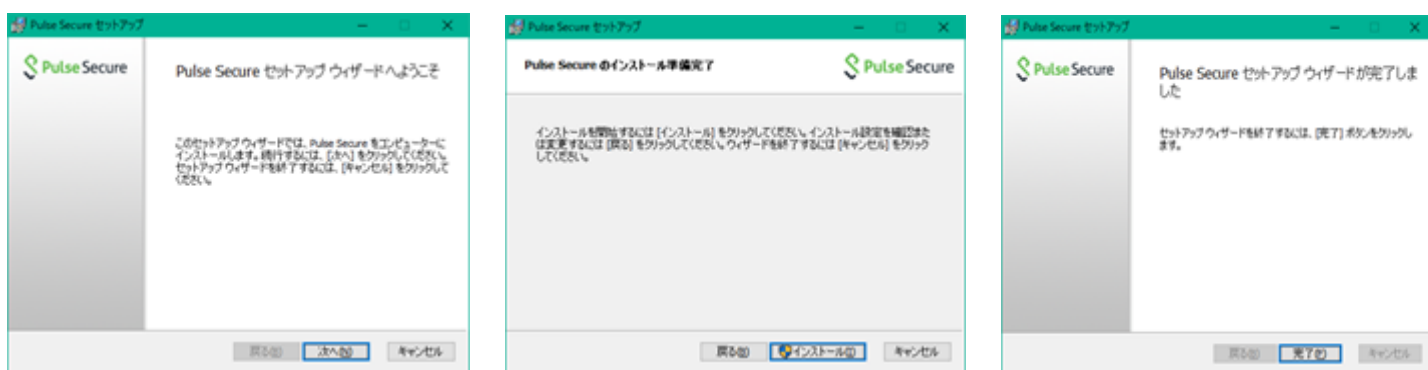 Pulse Secure セットアップ
Pulse Secure
Pulse Secure セットアップ ウィザードへようこそ
このセットアップ ウィザードでは、Pulse Secure をコンピューターに
インストールします。続行するには、[次へ] をクリックしてください。
セットアップ ウィザードを終了するには、[キャンセル] をクリックして
ください。
戻る(B) 次へ(N) キャンセル
Pulse Secure セットアップ
Pulse Secure のインストール準備完了
Pulse Secure
インストールを開始するには [インストール] をクリックしてください。インストール設定を確認また
は変更するには [戻る] をクリックしてください。ウィザードを終了するには [キャンセル] をクリック
してください。
戻る(B) インストール(I) キャンセル
Pulse Secure セットアップ
Pulse Secure
Pulse Secure セットアップ ウィザードが完了しま
した
セットアップ ウィザードを終了するには、[完了] ボタンをクリックし
ます。
戻る(B) 完了(F) キャンセル